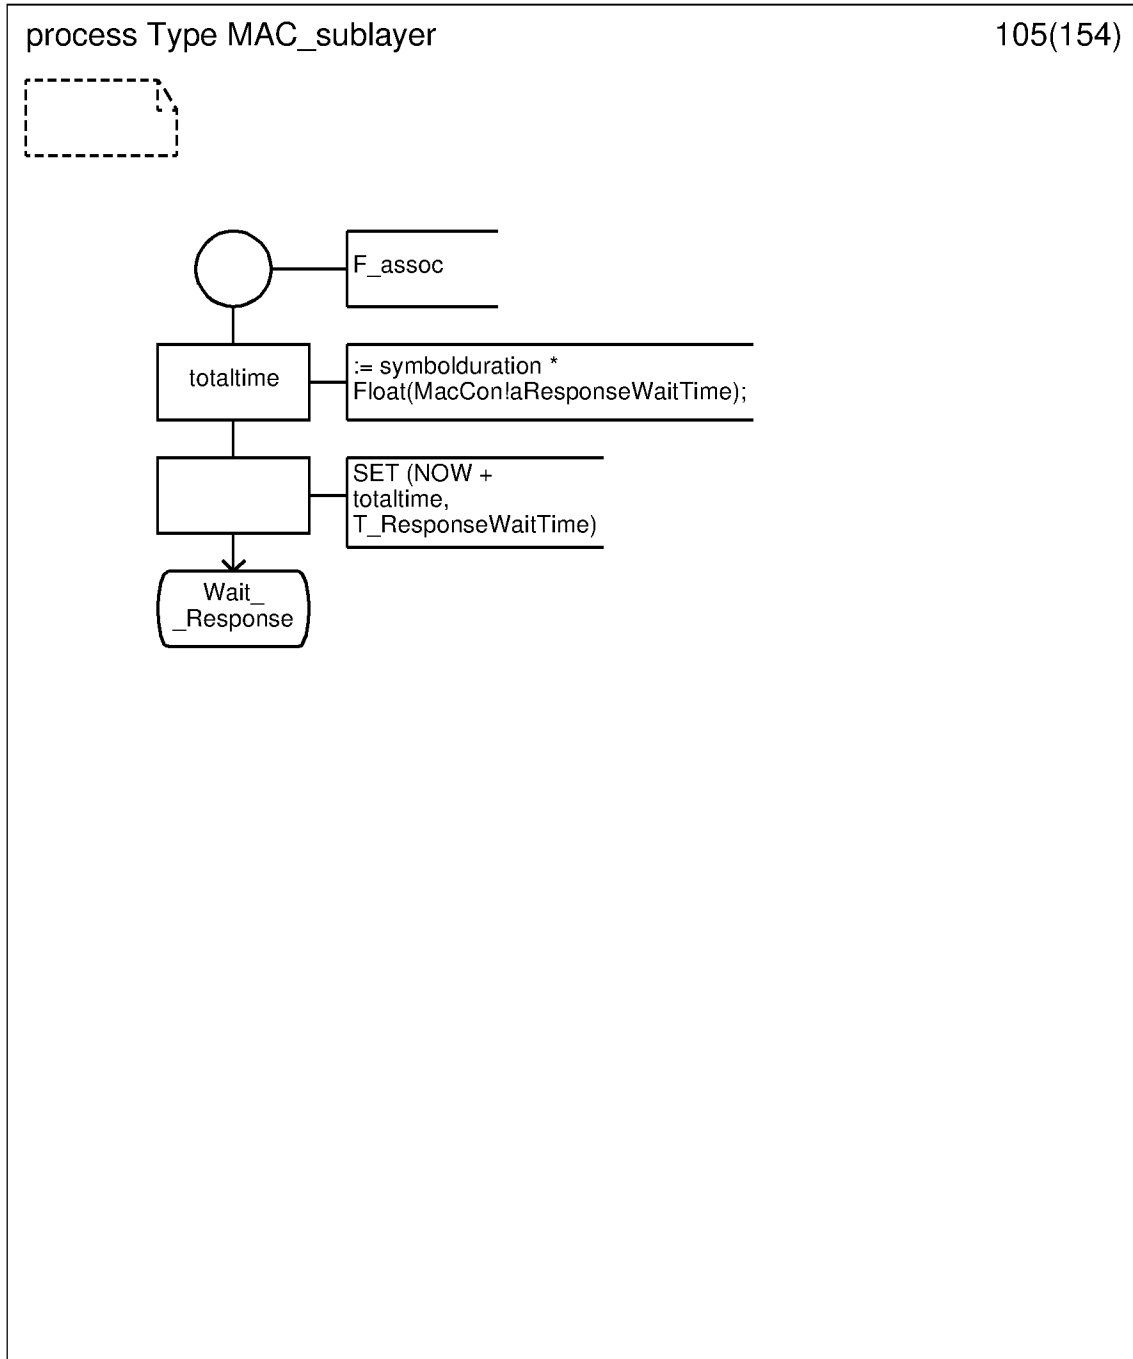 process Type MAC_sublayer
105(154)
F_assoc
totaltime
:= symbolduration *
Float(MacCon!aResponseWaitTime);
SET (NOW +
totaltime,
T_ResponseWaitTime)
Wait_
_Response